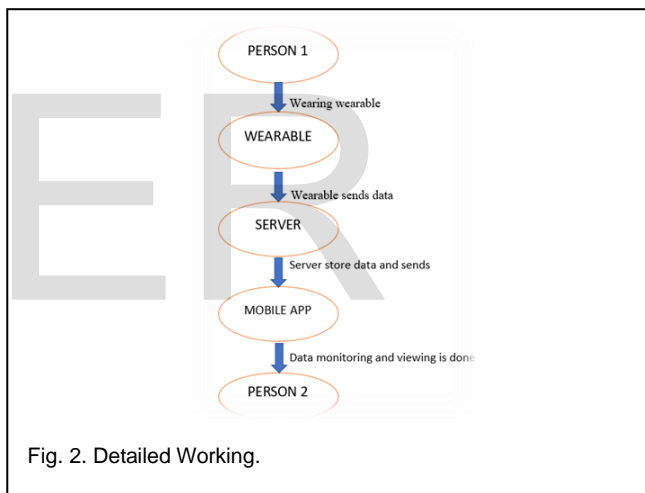 PERSON 1
Wearing wearable
WEARABLE
Wearable sends data
SERVER
Server store data and sends
MOBILE APP
Data monitoring and viewing is done
PERSON 2
ER
Fig. 2. Detailed Working.